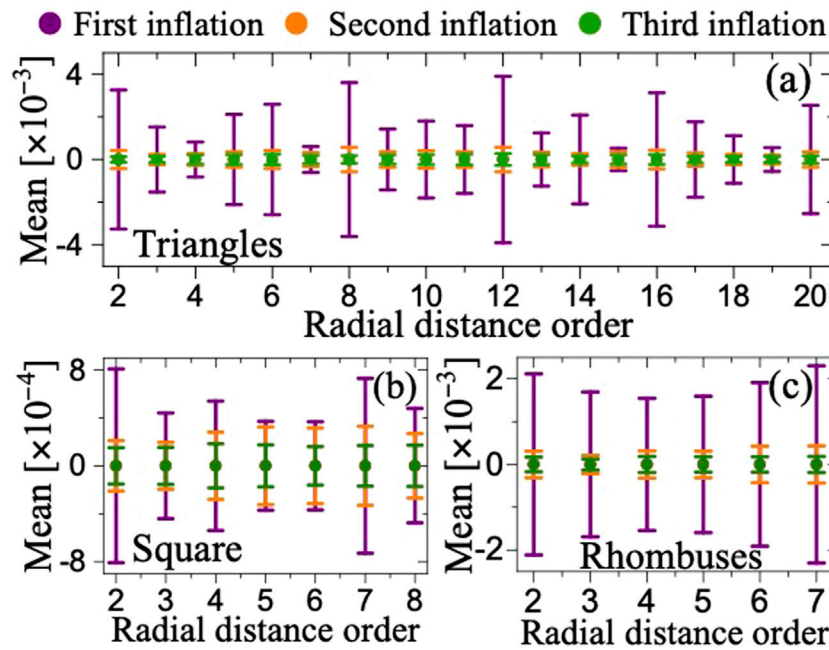 First inflation Second inflation Third inflation
(a)
Mean [×10⁻³]
4
0
-4
Triangles
2 4 6 8 10 12 14 16 18 20
Radial distance order
(b)
Mean [×10⁻⁴]
8
0
-8
Square
2 3 4 5 6 7 8
Radial distance order
(c)
Mean [×10⁻³]
2
0
-2
Rhombuses
2 3 4 5 6 7
Radial distance order